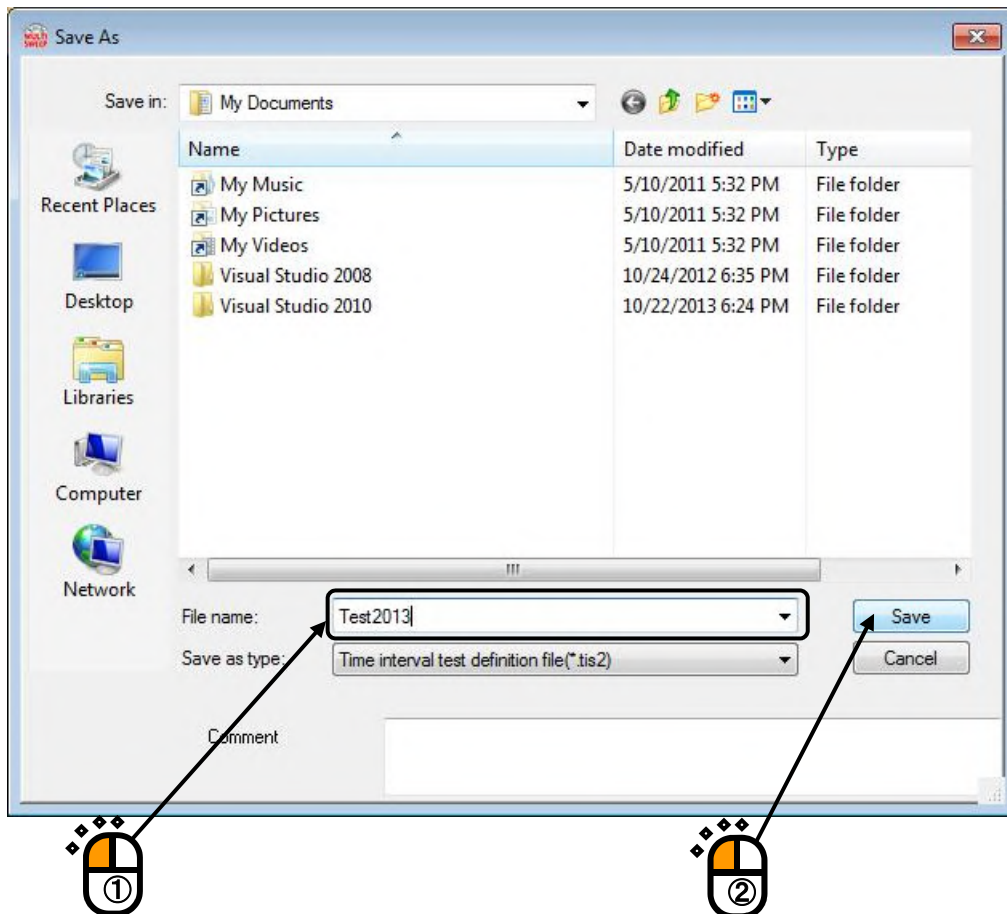 MULTI SWEEP Save As
Save in: My Documents
Name Date modified Type
My Music 5/10/2011 5:32 PM File folder
My Pictures 5/10/2011 5:32 PM File folder
My Videos 5/10/2011 5:32 PM File folder
Visual Studio 2008 10/24/2012 6:35 PM File folder
Visual Studio 2010 10/22/2013 6:24 PM File folder
Recent Places
Desktop
Libraries
Computer
Network
File name: Test2013 Save
Save as type: Time interval test definition file(*.tis2) Cancel
Comment
① ②